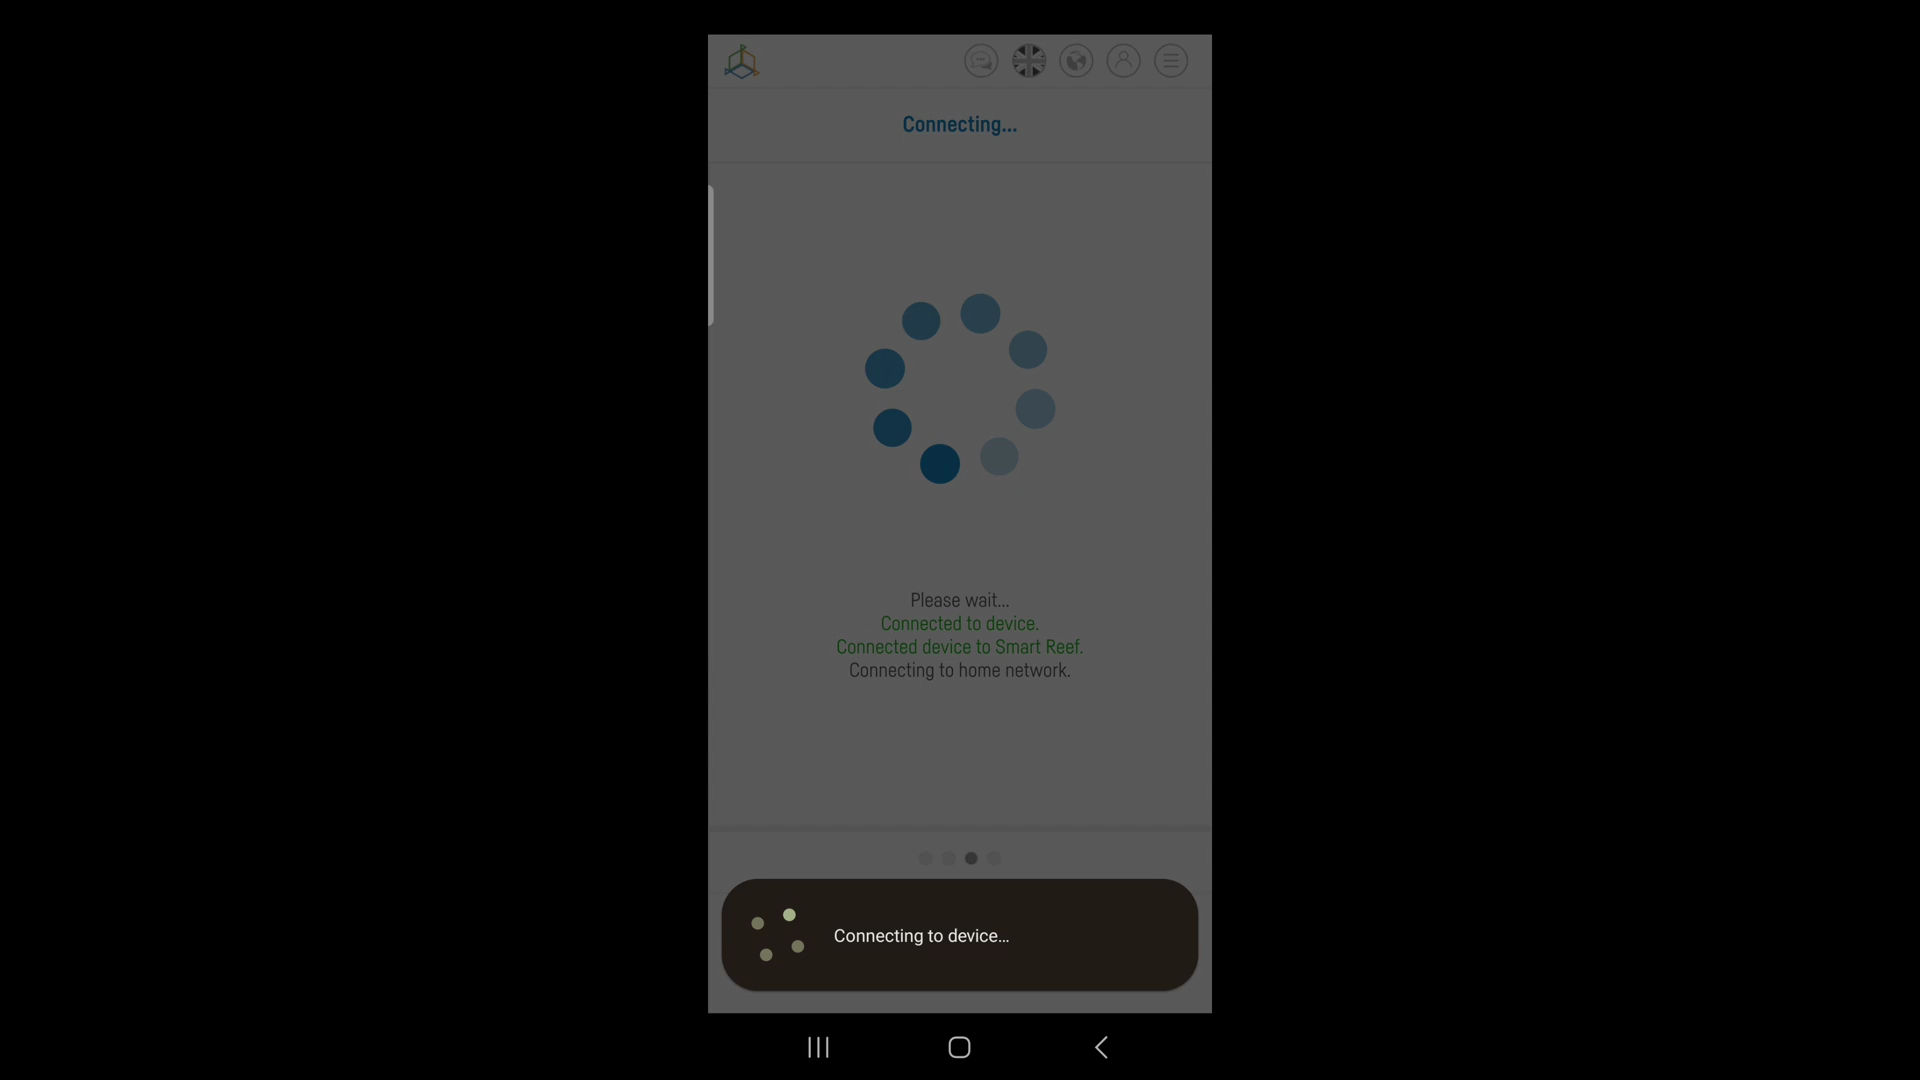 Connecting...
Please wait...
Connected to device.
Connected device to Smart Reef.
Connecting to home network.
Connecting to device...